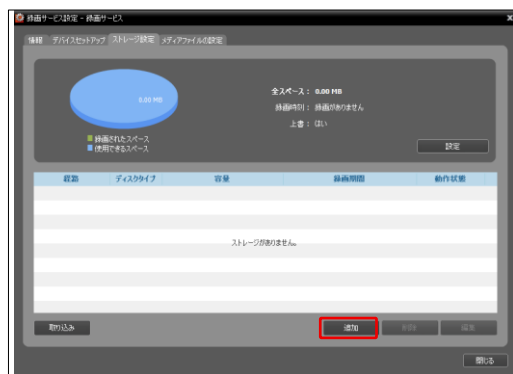 録画サービス設定 - 録画サービス
情報 デバイスセットアップ ストレージ設定 メディアファイルの設定
0.00 MB
全スペース： 0.00 MB
録画時刻： 録画がありません
上書： はい
録画されたスペース
使用できるスペース
設定
経路 ディスクタイプ 容量 録画期間 動作状態
ストレージがありません。
取り込み 追加 削除 編集
閉じる